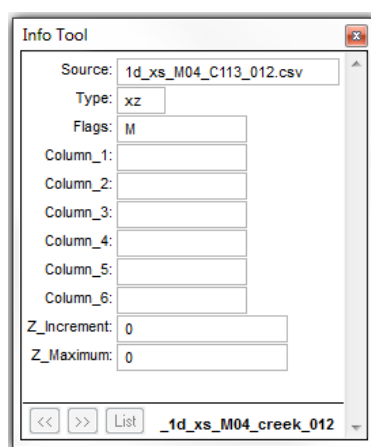 Info Tool
Source: 1d_xs_M04_C113_012.csv
Type: xz
Flags: M
Column_1:
Column_2:
Column_3:
Column_4:
Column_5:
Column_6:
Z_Increment: 0
Z_Maximum: 0
<< >> List _1d_xs_M04_creek_012